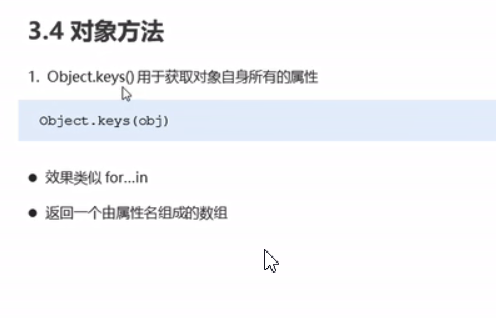 3.4 对象方法
1. Object.keys() 用于获取对象自身所有的属性
Object.keys(obj)
● 效果类似 for...in
● 返回一个由属性名组成的数组